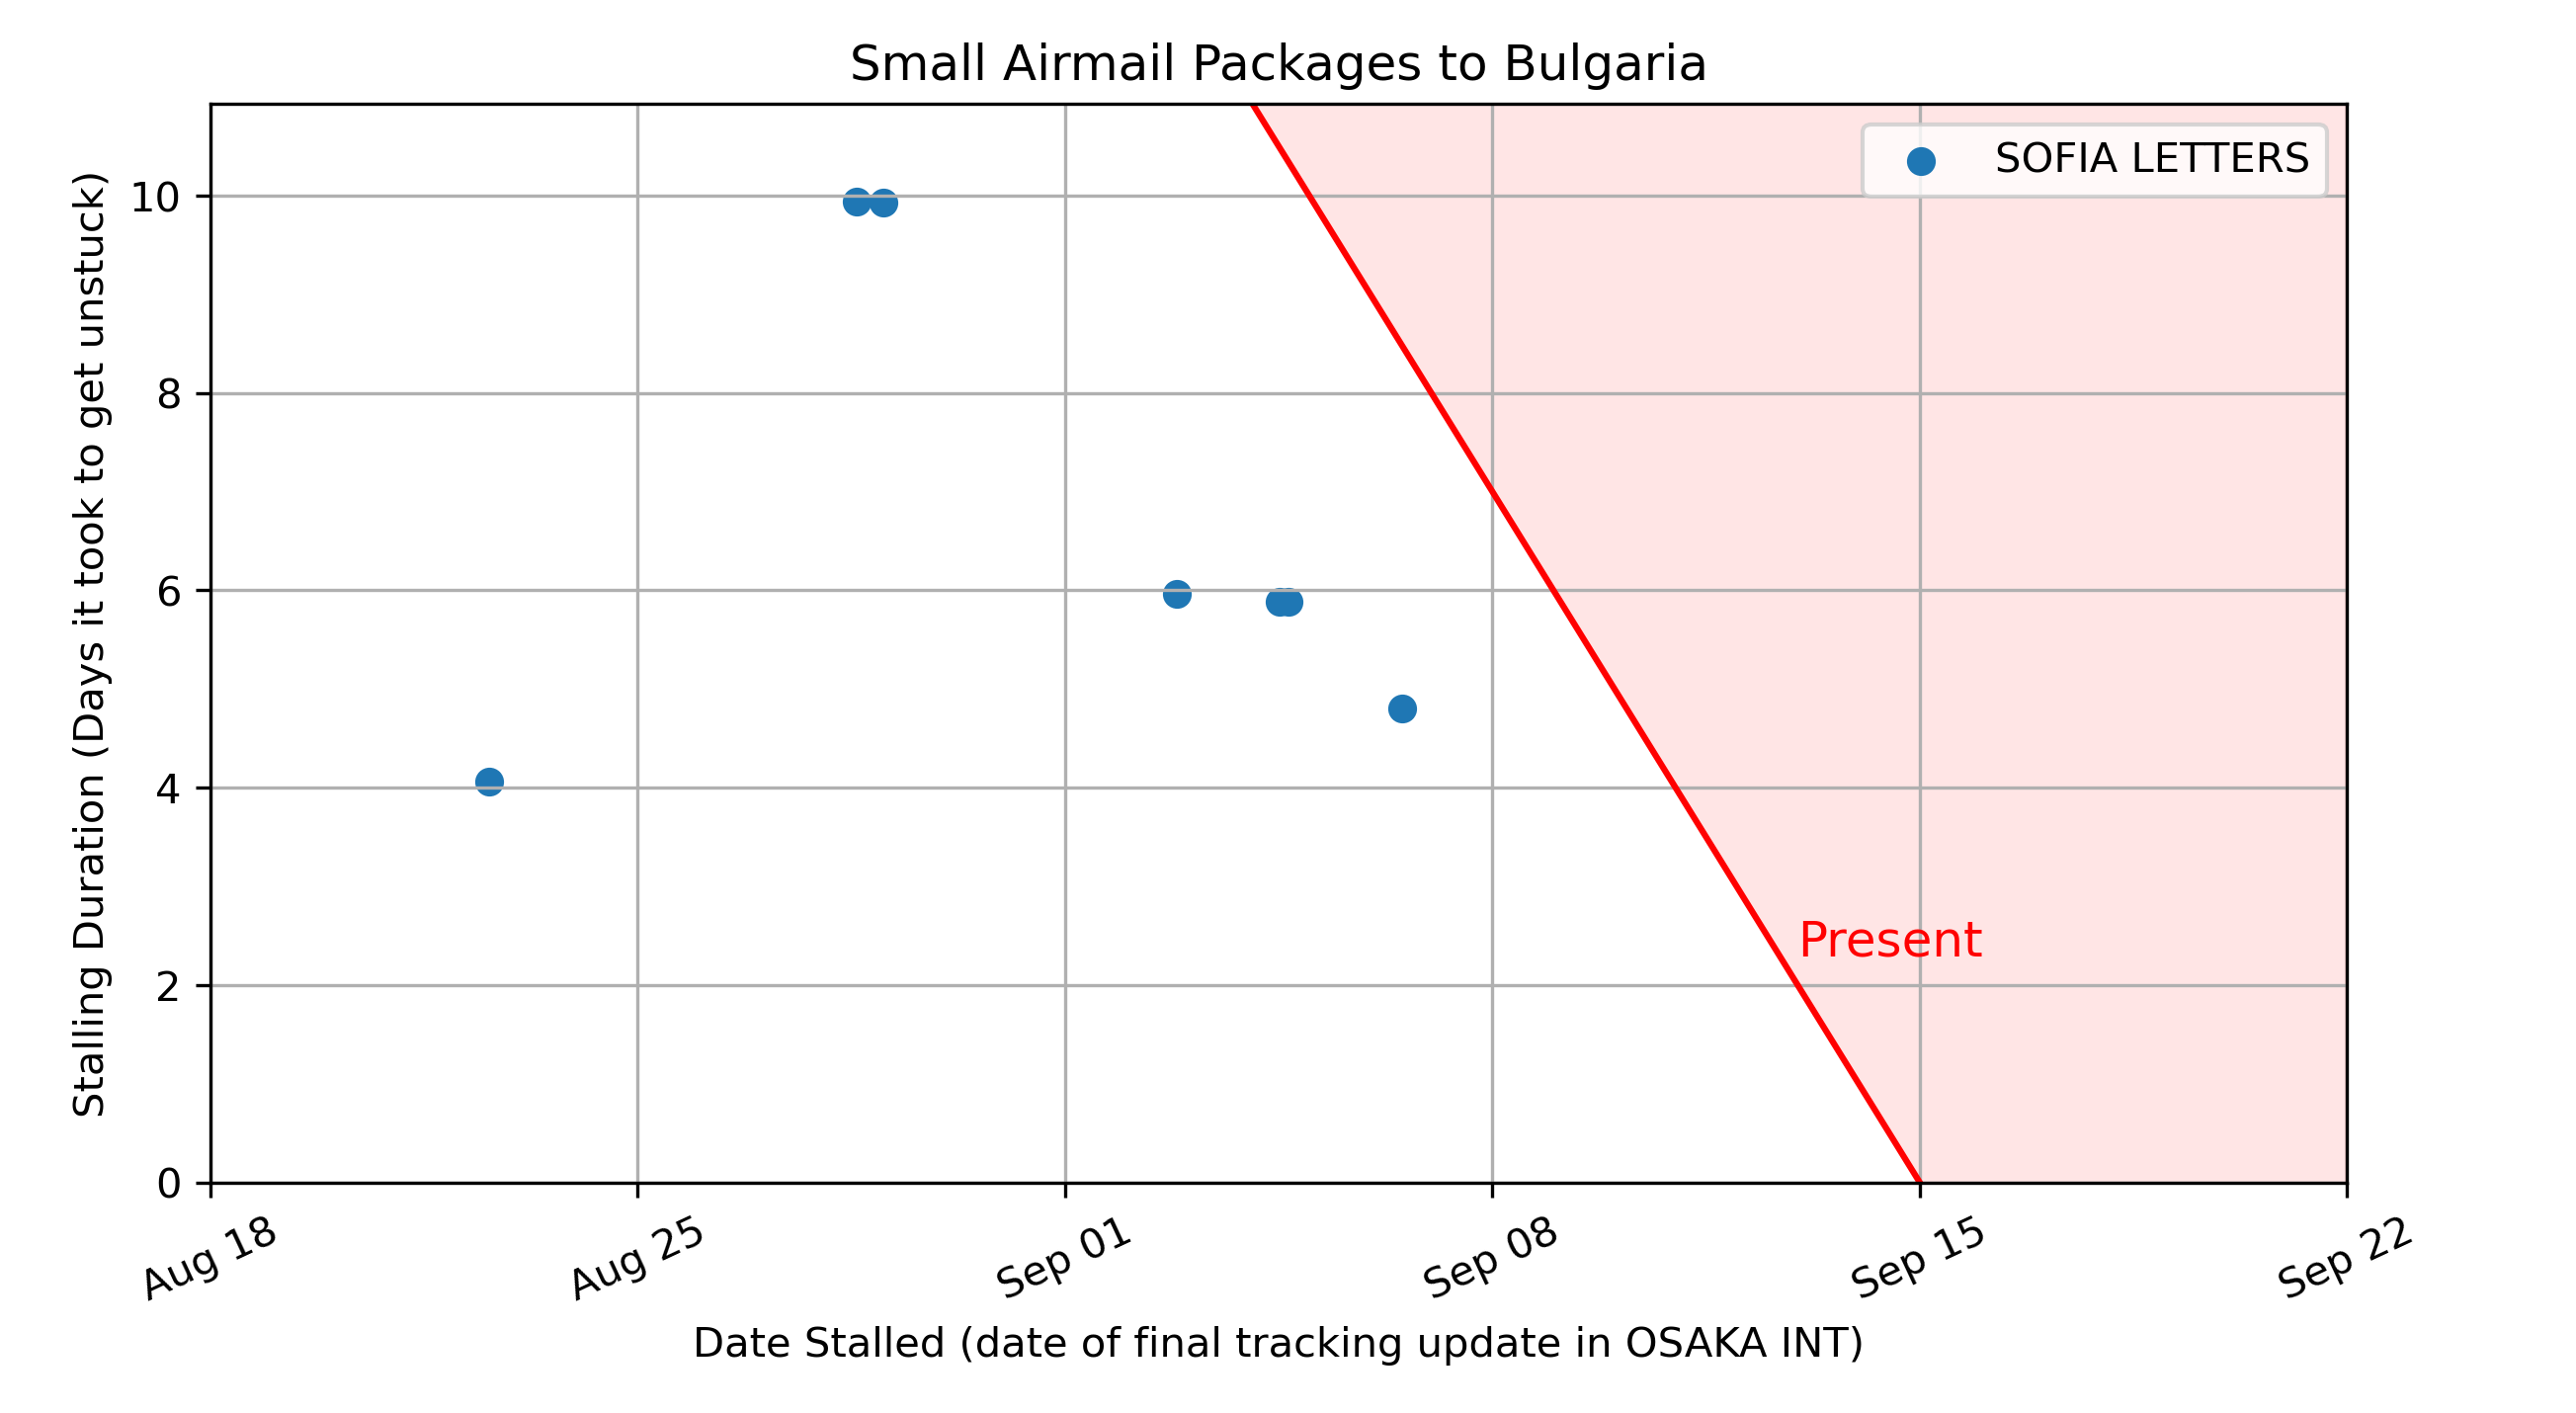 Small Airmail Packages to Bulgaria
SOFIA LETTERS
Stalling Duration (Days it took to get unstuck)
10
8
6
4
2
0
Present
Aug 18
Aug 25
Sep 01
Sep 08
Sep 15
Sep 22
Date Stalled (date of final tracking update in OSAKA INT)